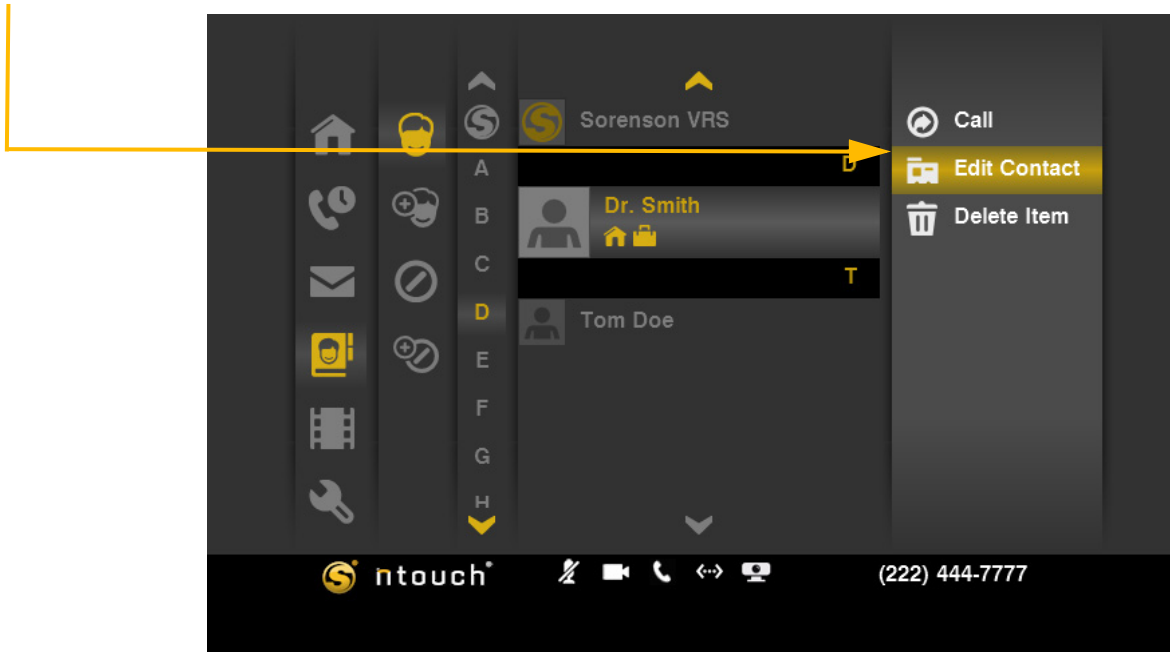 Sorenson VRS
D
Dr. Smith
T
Tom Doe
A
B
C
D
E
F
G
H
Call
Edit Contact
Delete Item
ntouch
(222) 444-7777